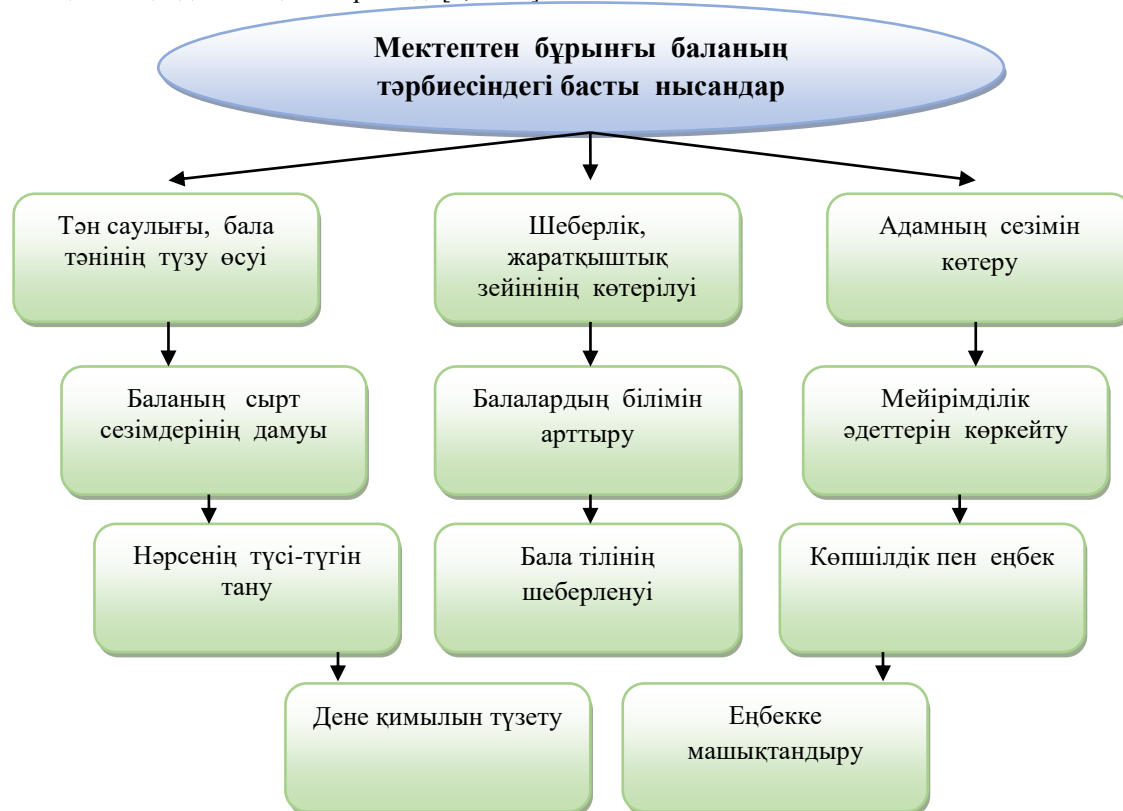 Мектептен бұрынғы баланың
тәрбиесіндегі басты нысандар
Тән саулығы, бала
тәнінің түзу өсуі
Шеберлік,
жаратқыштық
зейінінің көтерілуі
Адамның сезімін
көтеру
Баланың сырт
сезімдерінің дамуы
Балалардың білімін
арттыру
Мейірімділік
әдеттерін көркейту
Нәрсенің түсі-түгін
тану
Бала тілінің
шеберленуі
Көпшілдік пен еңбек
Дене қимылын түзету
Еңбекке
машықтандыру